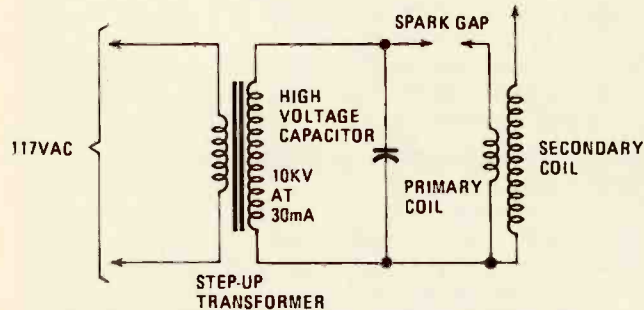 SPARK GAP
HIGH
VOLTAGE
CAPACITOR
117VAC
10KV
AT
30mA
PRIMARY
COIL
SECONDARY
COIL
STEP-UP
TRANSFORMER